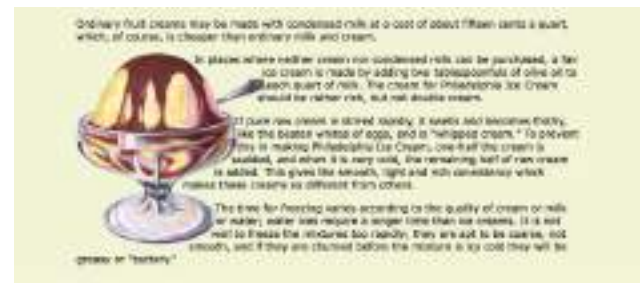 Ordinary fruit creams may be made with condensed milk at a cost of about fifteen cents a quart,
which, of course, is cheaper than ordinary milk and cream.
In places where neither cream nor condensed milk can be purchased, a fair
ice cream is made by adding two tablespoonfuls of olive oil to
each quart of milk. The cream for Philadelphia Ice Cream
should be rather rich, but not double cream.
If pure raw cream is stirred rapidly, it swells and becomes frothy,
like the beaten whites of eggs, and is "whipped cream." To prevent
this in making Philadelphia Ice Cream, one-half the cream is
scalded, and when it is very cold, the remaining half of raw cream
is added. This gives the smooth, light and rich consistency which
makes these creams so different from others.
The time for freezing varies according to the quality of cream or milk
or water; water ices require a longer time than ice creams. It is not
well to freeze the mixtures too rapidly; they are apt to be coarse, not
smooth, and if they are churned before the mixture is icy cold they will be
greasy or "buttery."